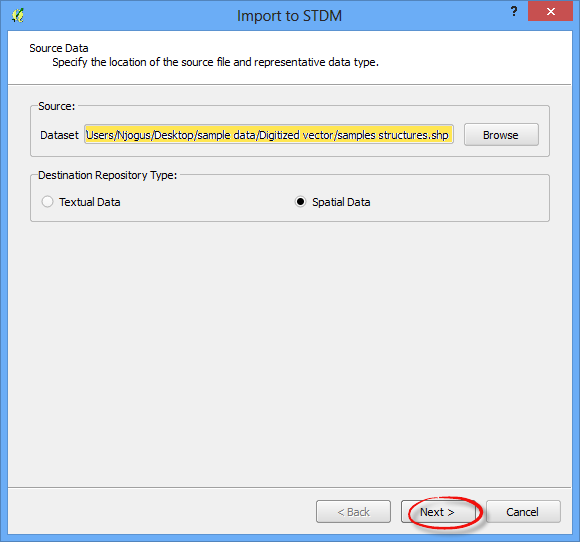 Import to STDM
?
Source Data
Specify the location of the source file and representative data type.
Source:
Dataset Users/Njogus/Desktop/sample data/Digitized vector/samples structures.shp Browse
Destination Repository Type:
Textual Data Spatial Data
< Back Next > Cancel